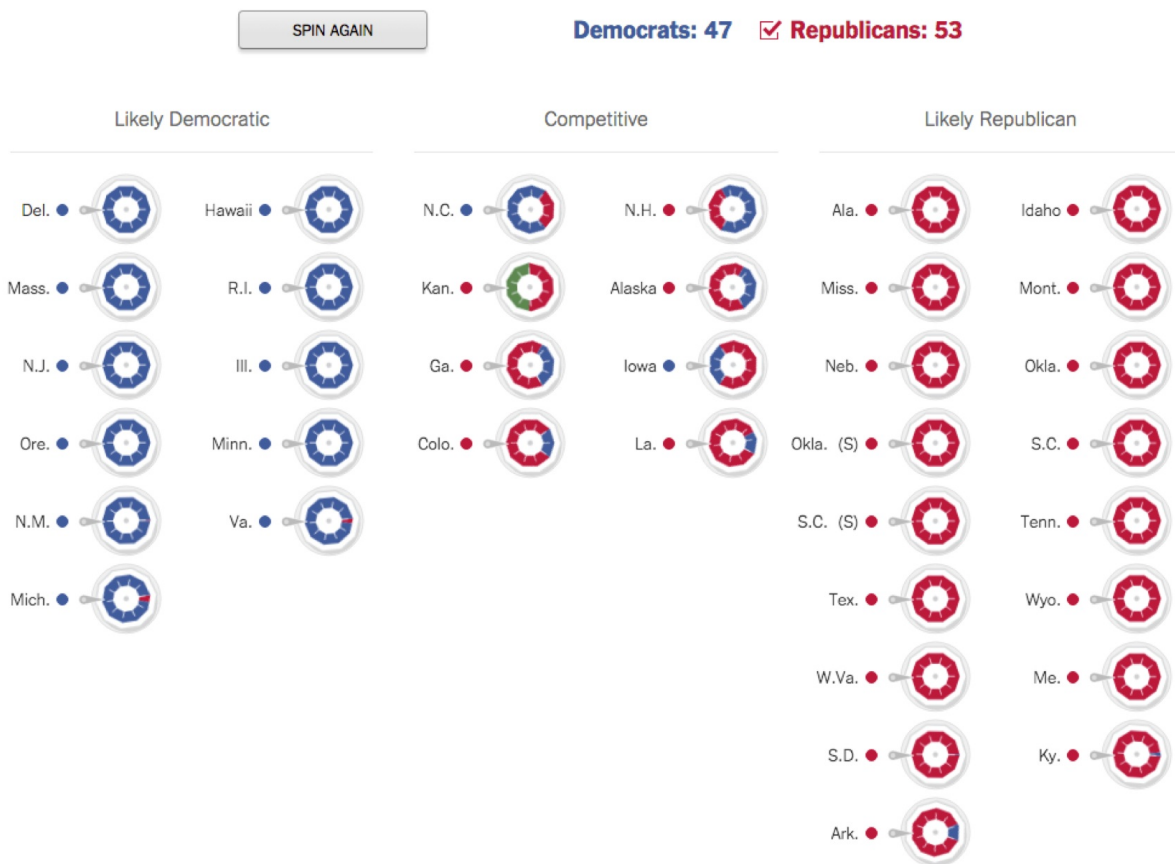 SPIN AGAIN
Democrats: 47 Republicans: 53
Likely Democratic Competitive Likely Republican
Del. Hawaii N.C. N.H. Ala. Idaho
Mass. R.I. Kan. Alaska Miss. Mont.
N.J. Ill. Ga. Iowa Neb. Okla.
Ore. Minn. Colo. La. Okla. (S) S.C.
N.M. Va. S.C. (S) Tenn.
Mich. Tex. Wyo.
W.Va. Me.
S.D. Ky.
Ark.